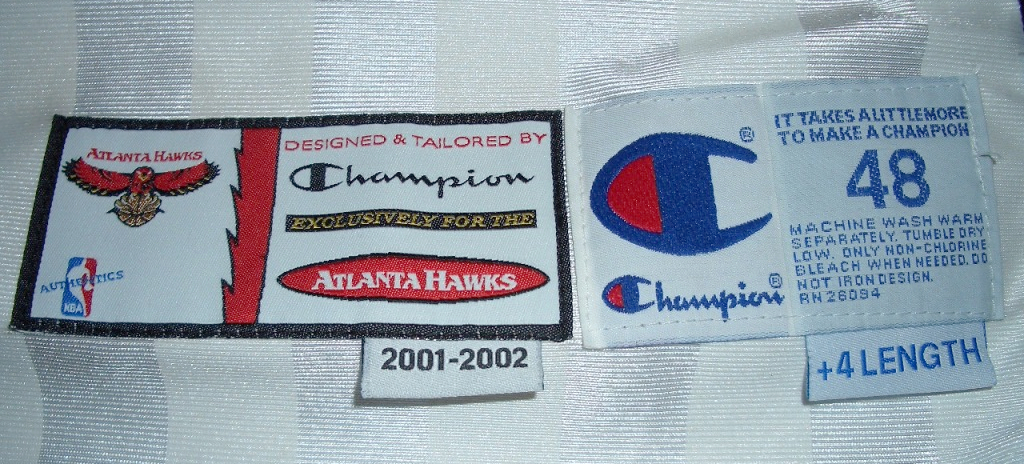 ATLANTA HAWKS
AUTHENTICS
NBA
DESIGNED & TAILORED BY
Champion
EXCLUSIVELY FOR THE
ATLANTA HAWKS
2001-2002
Champion®
IT TAKES A LITTLE MORE
TO MAKE A CHAMPION
48
MACHINE WASH WARM
SEPARATELY. TUMBLE DRY
LOW. ONLY NON-CHLORINE
BLEACH WHEN NEEDED. DO
NOT IRON DESIGN.
RN 26094
+4 LENGTH